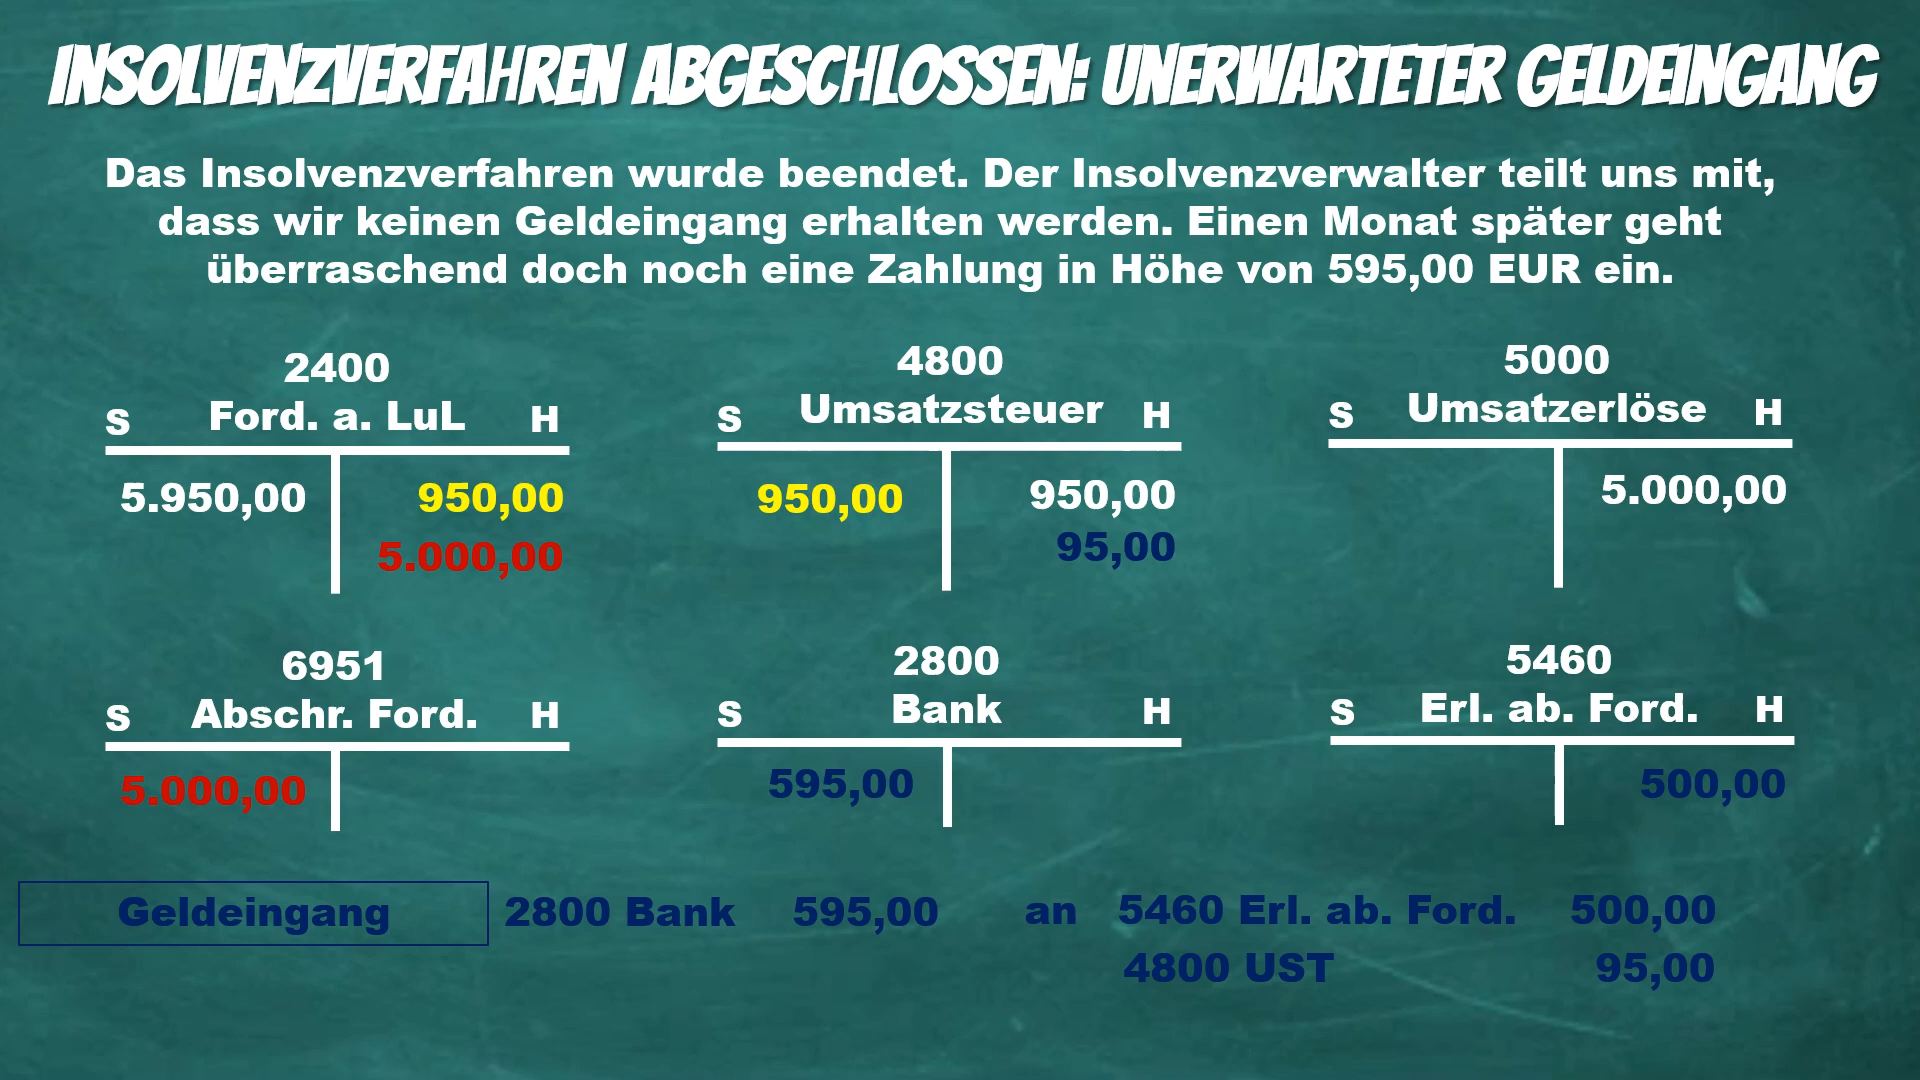 INSOLVENZVERFAHREN ABGESCHLOSSEN: UNERWARTETER GELDEINGANG
Das Insolvenzverfahren wurde beendet. Der Insolvenzverwalter teilt uns mit,
dass wir keinen Geldeingang erhalten werden. Einen Monat später geht
überraschend doch noch eine Zahlung in Höhe von 595,00 EUR ein.
2400
S Ford. a. LuL H
5.950,00 950,00
5.000,00
4800
S Umsatzsteuer H
950,00 950,00
95,00
5000
S Umsatzerlöse H
5.000,00
6951
S Abschr. Ford. H
5.000,00
2800
S Bank H
595,00
5460
S Erl. ab. Ford. H
500,00
Geldeingang 2800 Bank 595,00 an 5460 Erl. ab. Ford. 500,00
4800 UST 95,00